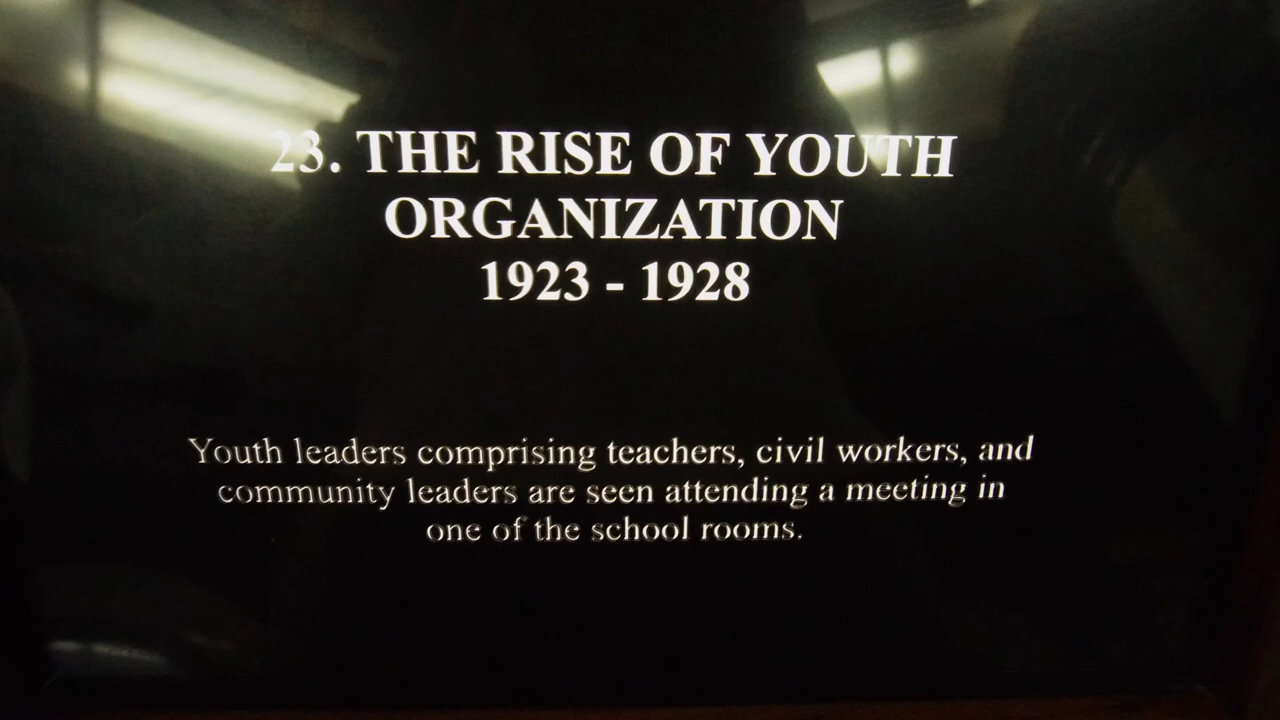 23. THE RISE OF YOUTH
ORGANIZATION
1923 - 1928
Youth leaders comprising teachers, civil workers, and
community leaders are seen attending a meeting in
one of the school rooms.